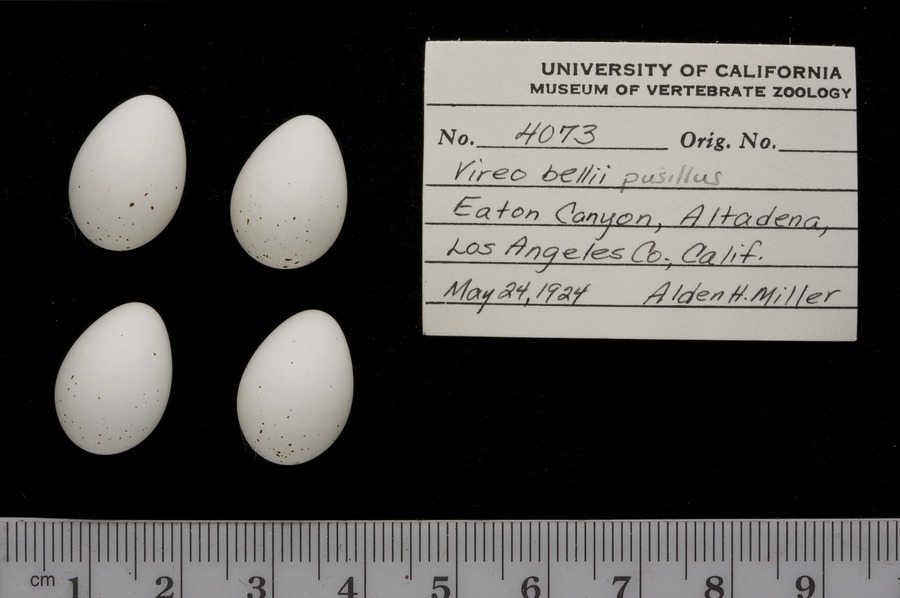 UNIVERSITY OF CALIFORNIA
MUSEUM OF VERTEBRATE ZOOLOGY
No. 4073 Orig. No.
Vireo bellii pusillus
Eaton Canyon, Altadena,
Los Angeles Co., Calif.
May 24, 1924 Alden H. Miller
cm 1 2 3 4 5 6 7 8 9